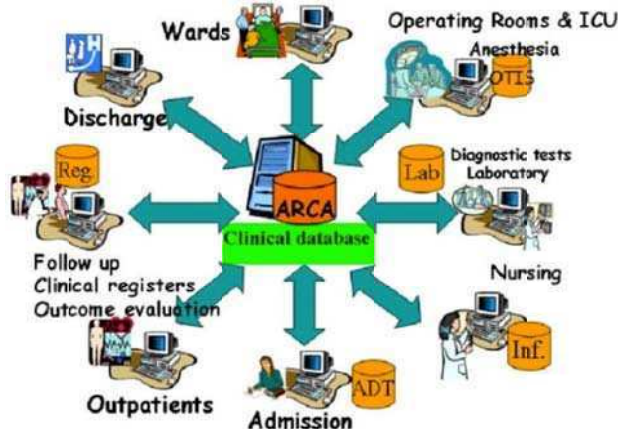 Wards
Operating Rooms & ICU
Anesthesia
OTIS
Discharge
Reg.
Lab
Diagnostic tests
Laboratory
ARCA
Clinical database
Follow up
Clinical registers
Outcome evaluation
Nursing
Inf.
Outpatients
Admission
ADT